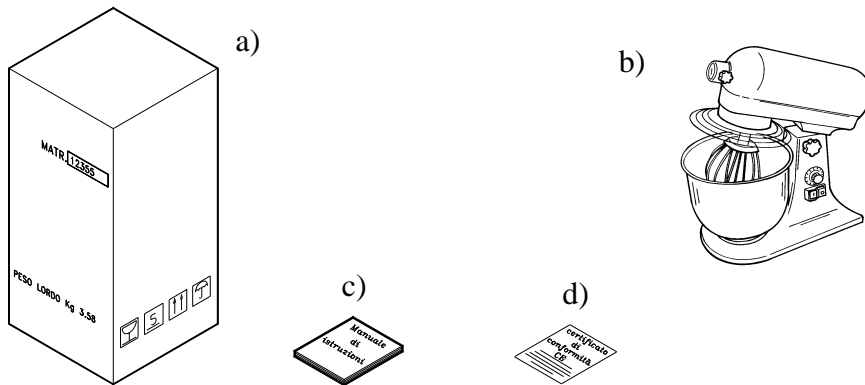 a)
b)
MATR. 12355
PESO LORDO Kg 3.58
S
c)
d)
Manuale
di
istruzioni
certificato
di
conformità
CE